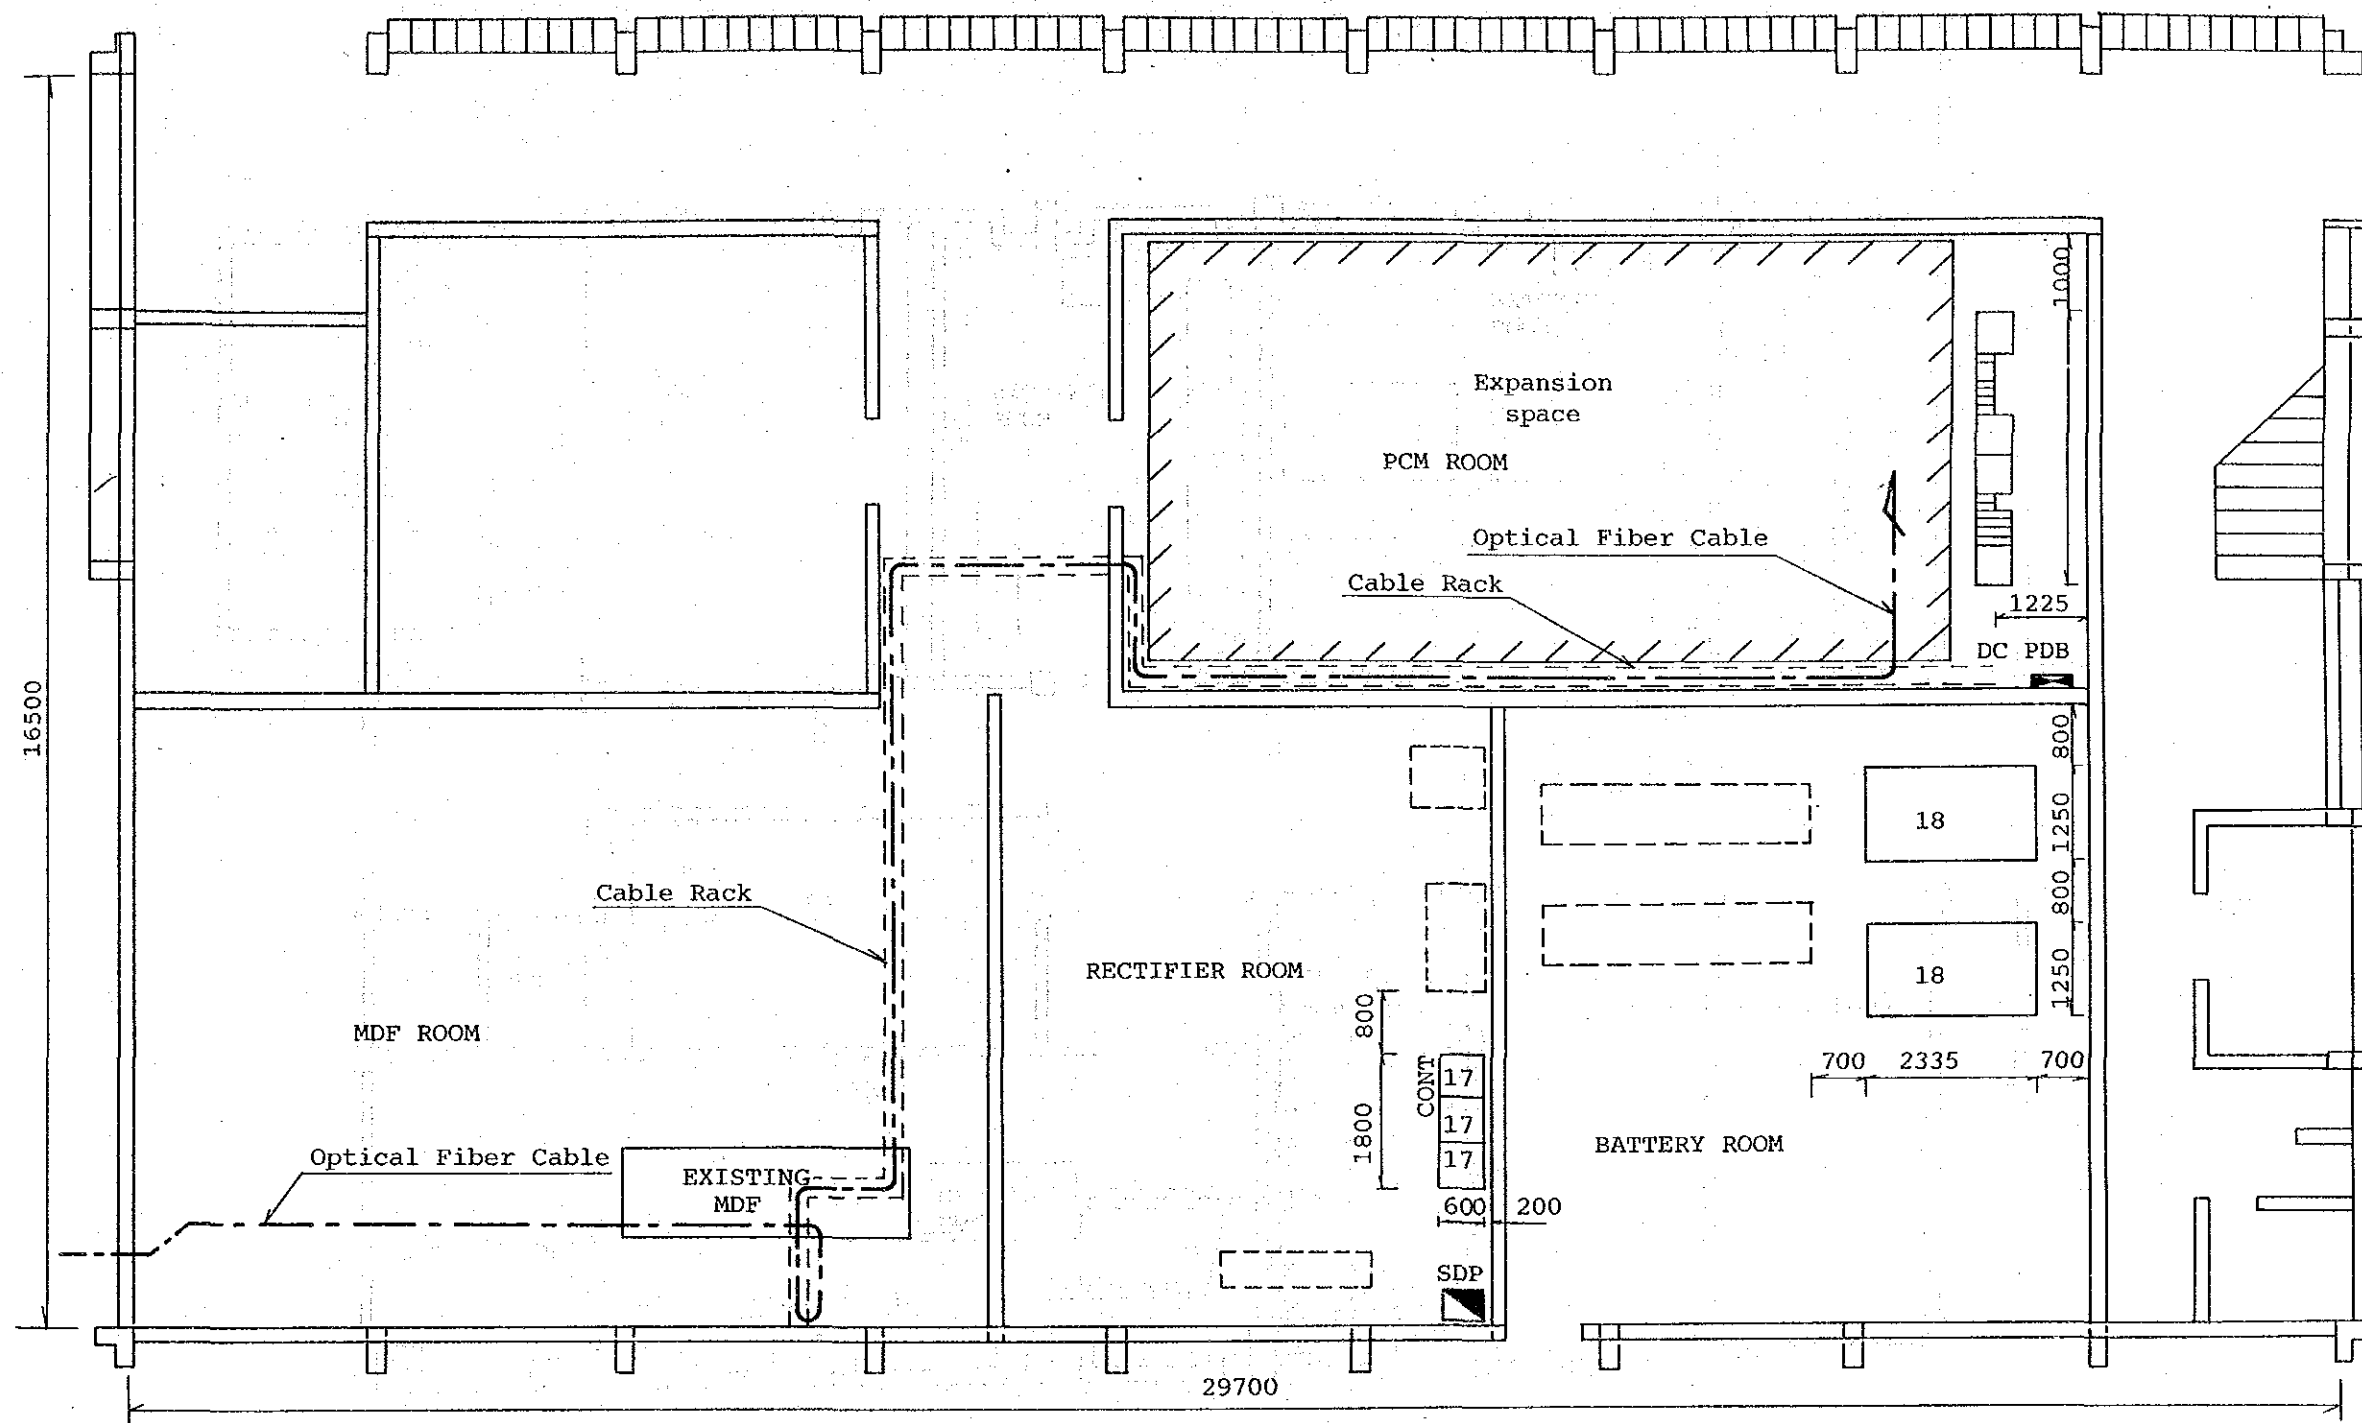 1000
Expansion
space
PCM ROOM
Optical Fiber Cable
Cable Rack
1225
DC PDB
16500
800
1250
18
Cable Rack
800
RECTIFIER ROOM
18
1250
800
MDF ROOM
700 2335 700
CONT
17
17
17
1800
BATTERY ROOM
Optical Fiber Cable
EXISTING
MDF
600 200
SDP
29700